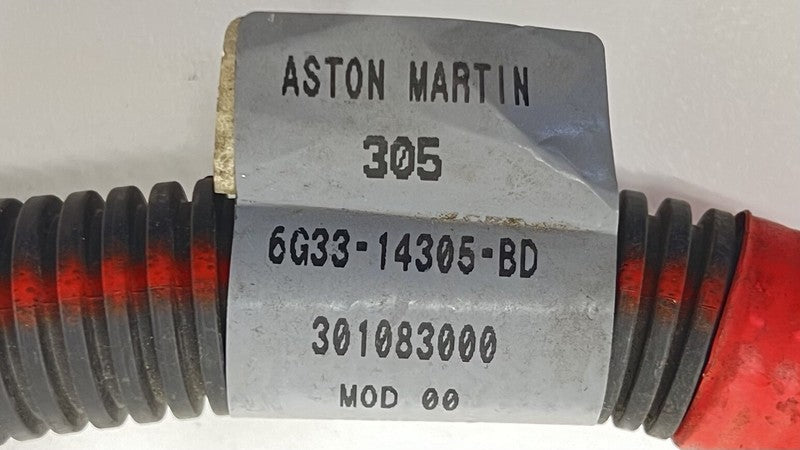 ASTON MARTIN
305
6G33-14305-BD
301083000
MOD 00